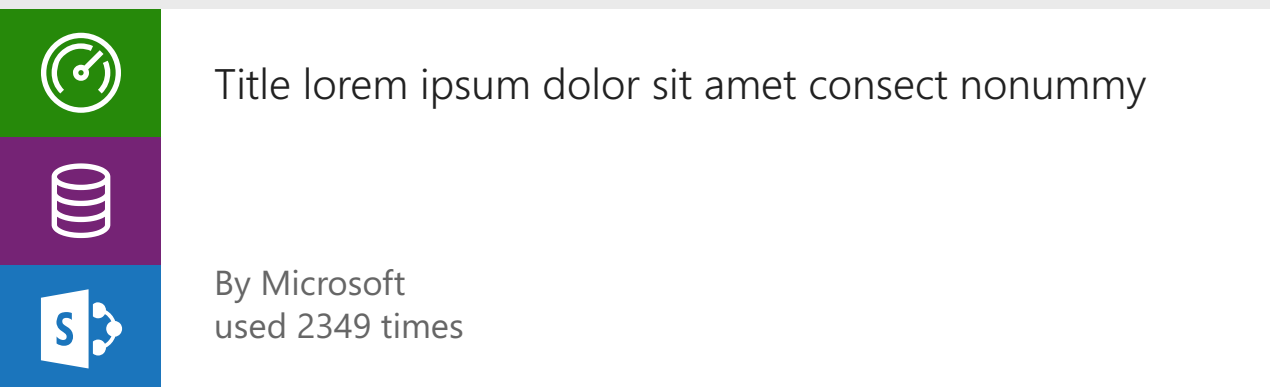 Title lorem ipsum dolor sit amet consect nonummy
By Microsoft
used 2349 times
S